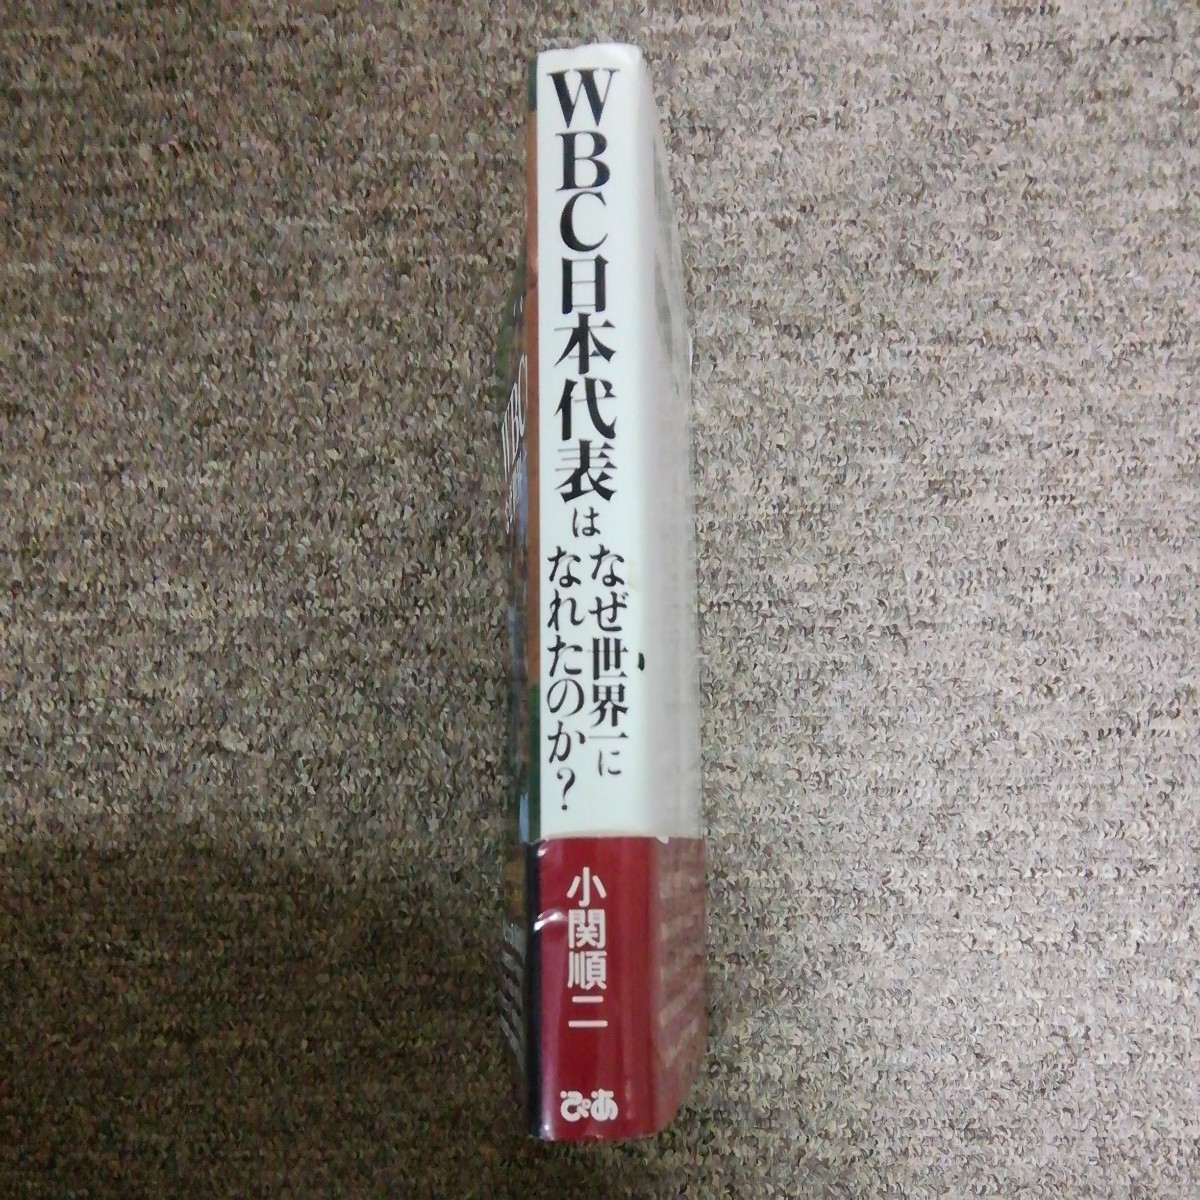 WBC日本代表は
なぜ世界一に
なれたのか？
小関順二
ぴあ
WBC